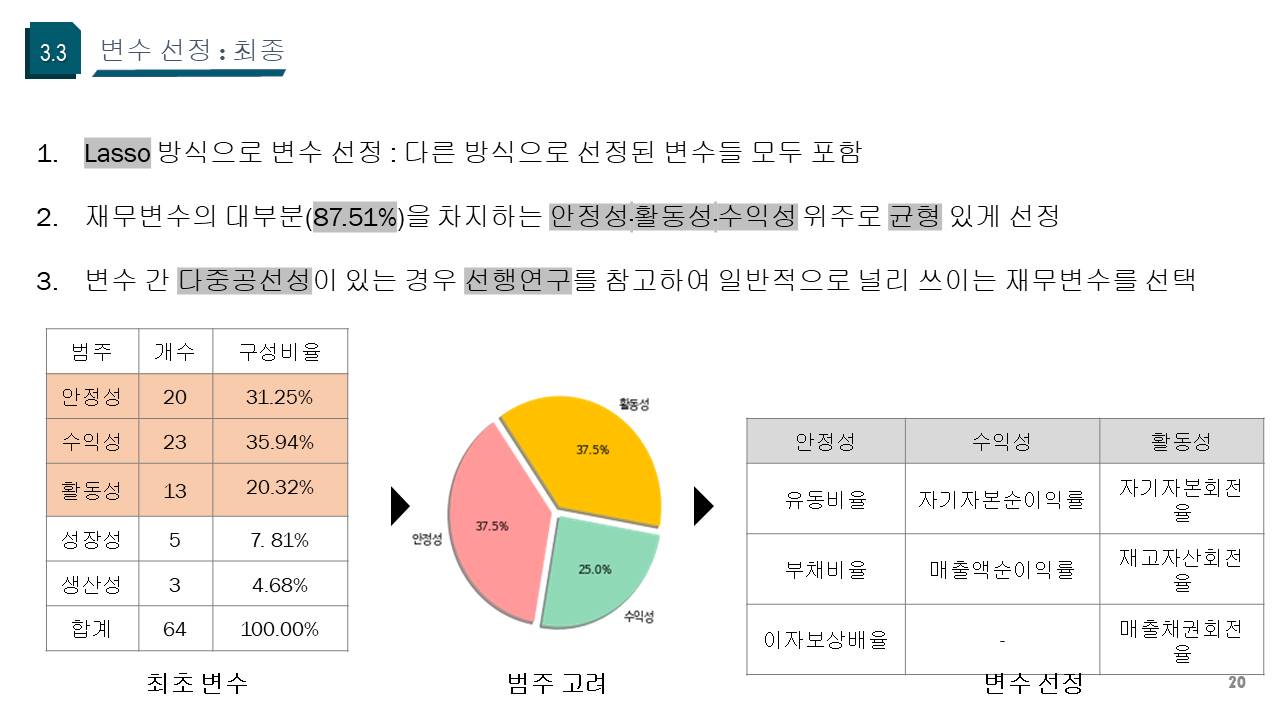 3.3
변수 선정 : 최종
1. Lasso 방식으로 변수 선정 : 다른 방식으로 선정된 변수들 모두 포함
2. 재무변수의 대부분(87.51%)을 차지하는 안정성·활동성·수익성 위주로 균형 있게 선정
3. 변수 간 다중공선성이 있는 경우 선행연구를 참고하여 일반적으로 널리 쓰이는 재무변수를 선택
범주 개수 구성비율
안정성 20 31.25%
수익성 23 35.94%
활동성 13 20.32%
성장성 5 7. 81%
생산성 3 4.68%
합계 64 100.00%
최초 변수
활동성
37.5%
37.5%
안정성
25.0%
수익성
범주 고려
안정성 수익성 활동성
유동비율 자기자본순이익률 자기자본회전
율
부채비율 매출액순이익률 재고자산회전
율
이자보상배율 - 매출채권회전
율
변수 선정
20